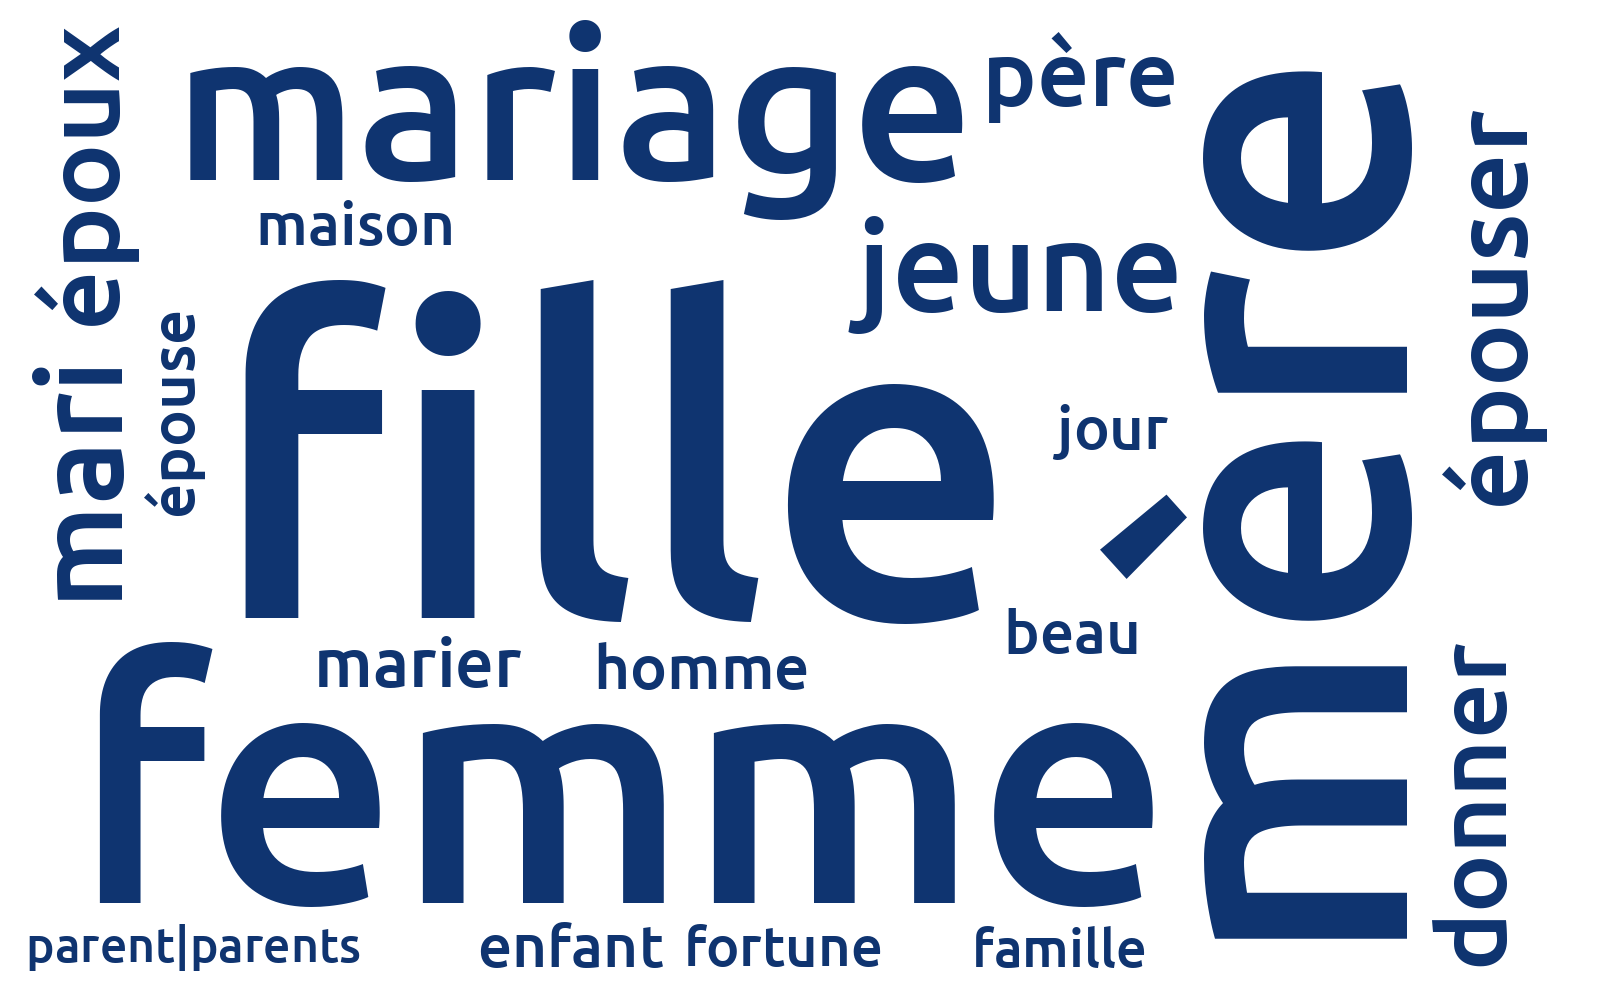 mariage
père
époux
mari
maison
jeune
épouser
épouse
fille
jour
mère
beau
marier
homme
femme
donner
parent|parents
enfant
fortune
famille